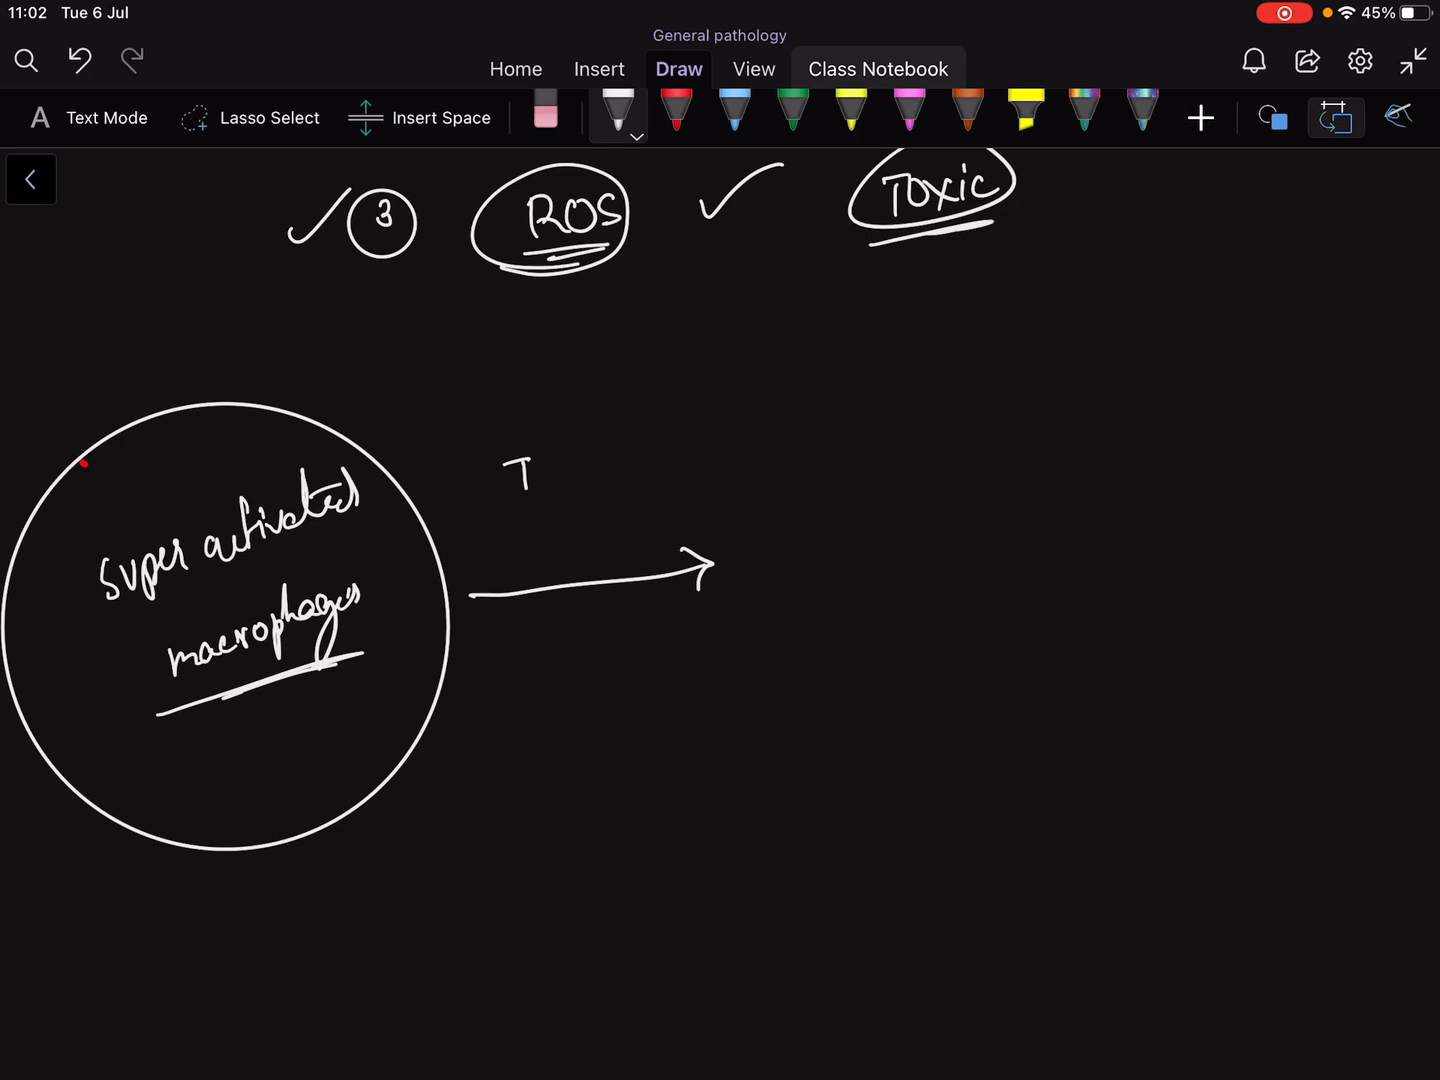 11:02 Tue 6 Jul
45%
General pathology
Home Insert Draw View Class Notebook
A Text Mode Lasso Select Insert Space
3 ROS Toxic
T
Super activated
macrophages